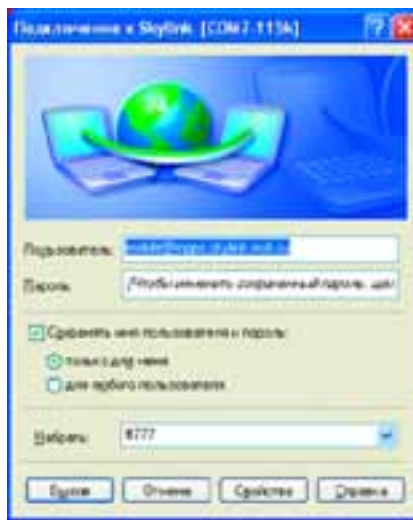 Подключение к Skylink [COM7-115k]
Пользователь:
Пароль: [Чтобы изменить сохраненный пароль, щел
Сохранять имя пользователя и пароль:
только для меня
для любого пользователя
Набрать: #777
Вызов Отмена Свойства Справка